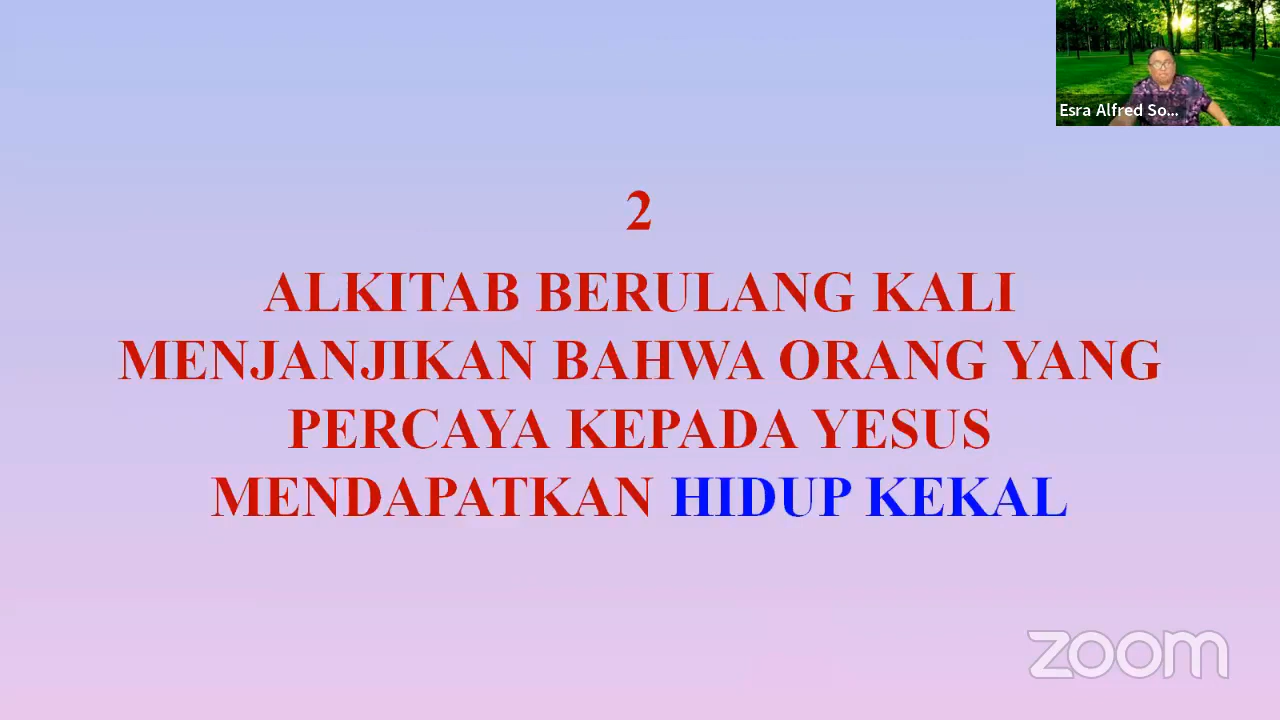 Esra Alfred So...
2
ALKITAB BERULANG KALI
MENJANJIKAN BAHWA ORANG YANG
PERCAYA KEPADA YESUS
MENDAPATKAN HIDUP KEKAL
zoom